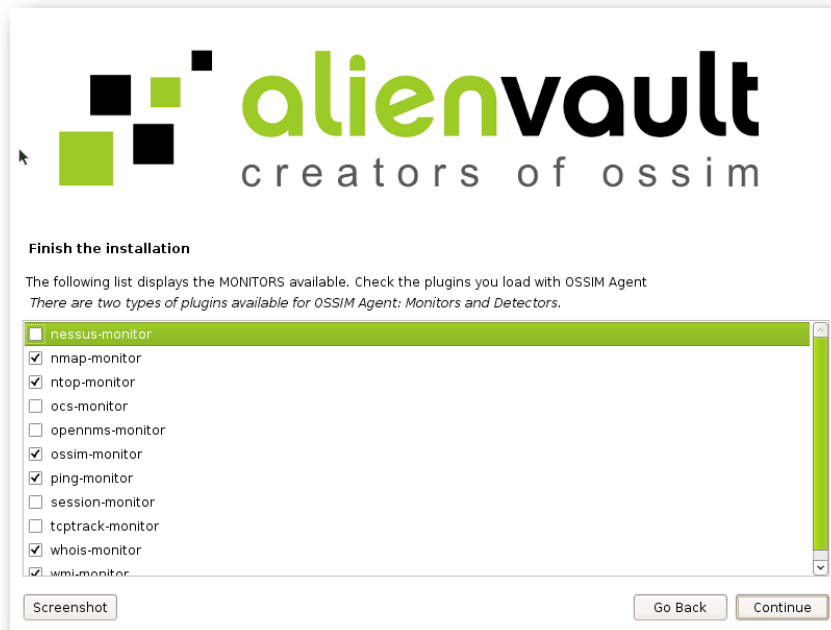 alienvault
creators of ossim
Finish the installation
The following list displays the MONITORS available. Check the plugins you load with OSSIM Agent
There are two types of plugins available for OSSIM Agent: Monitors and Detectors.
nessus-monitor
nmap-monitor
ntop-monitor
ocs-monitor
opennms-monitor
ossim-monitor
ping-monitor
session-monitor
tcptrack-monitor
whois-monitor
wmi-monitor
Screenshot
Go Back
Continue